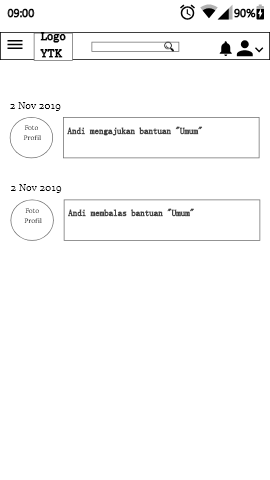 09:00
90%
Logo
YTK
2 Nov 2019
Foto
Profil
Andi mengajukan bantuan "Umum"
2 Nov 2019
Foto
Profil
Andi membalas bantuan "Umum"